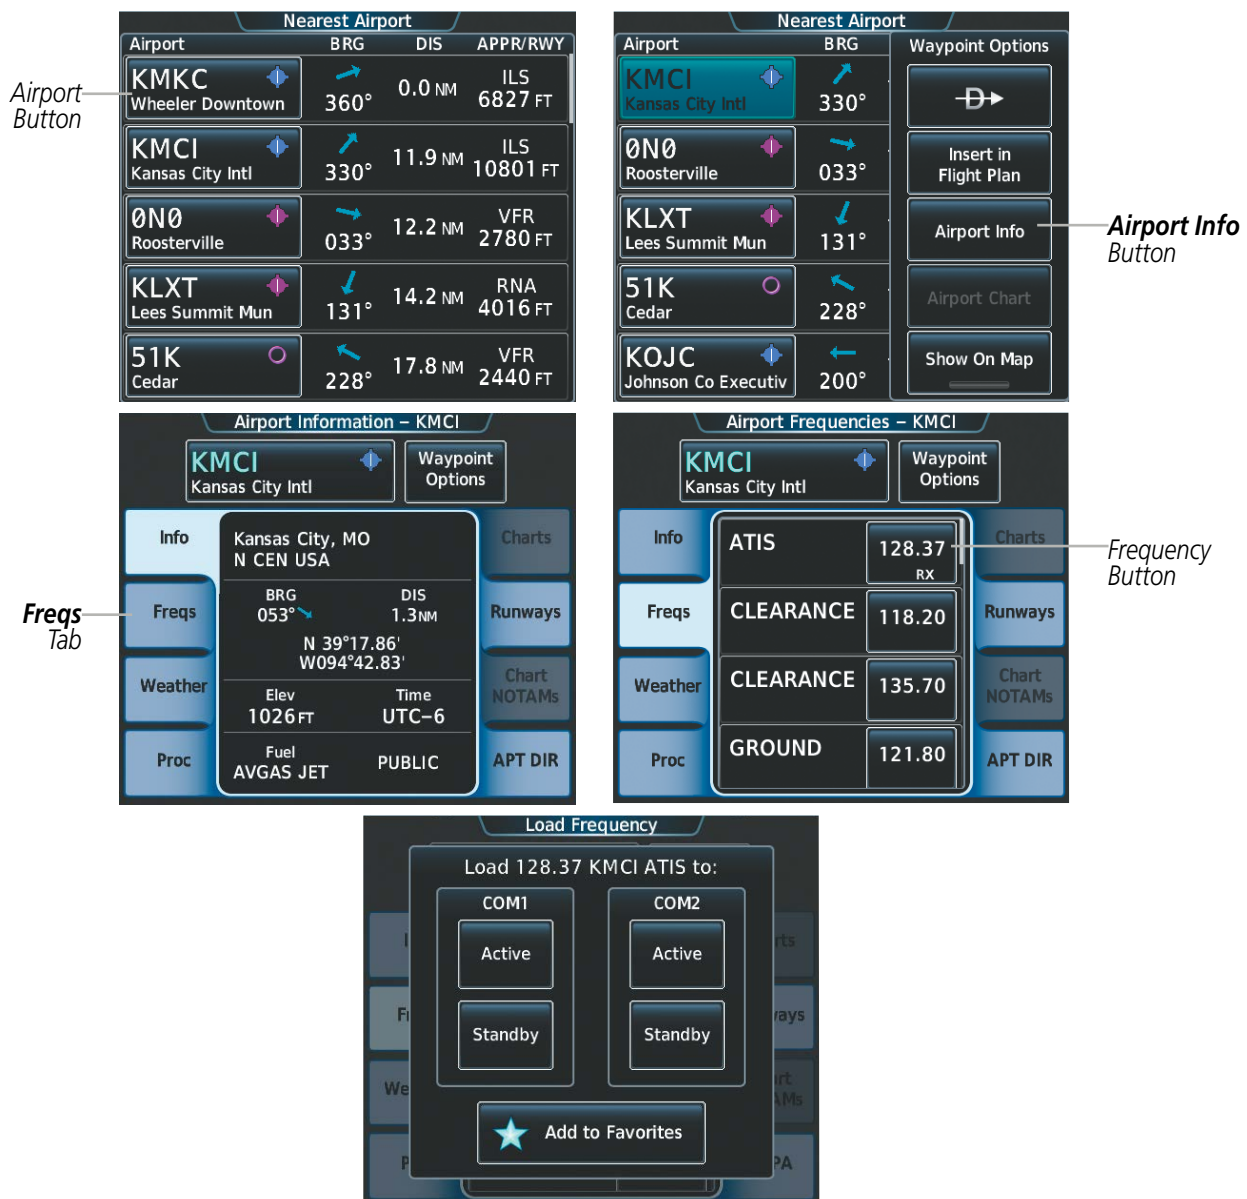 Nearest Airport
Airport BRG DIS APPR/RWY
KMKC
Wheeler Downtown
360° 0.0 NM ILS 6827 FT
KMCI
Kansas City Intl
330° 11.9 NM ILS 10801 FT
0N0
Roosterville
033° 12.2 NM VFR 2780 FT
KLXT
Lees Summit Mun
131° 14.2 NM RNA 4016 FT
51K
Cedar
228° 17.8 NM VFR 2440 FT
Airport
Button
Nearest Airport
Airport BRG
KMCI
Kansas City Intl
330°
0N0
Roosterville
033°
KLXT
Lees Summit Mun
131°
51K
Cedar
228°
KOJC
Johnson Co Executiv
200°
Waypoint Options
D
Insert in
Flight Plan
Airport Info
Airport Chart
Show On Map
Airport Info
Button
Airport Information – KMCI
KMCI
Kansas City Intl
Waypoint
Options
Info
Freqs
Weather
Proc
Kansas City, MO
N CEN USA
BRG DIS
053° 1.3NM
N 39°17.86'
W094°42.83'
Elev Time
1026FT UTC–6
Fuel
AVGAS JET PUBLIC
Charts
Runways
Chart
NOTAMs
APT DIR
Freqs
Tab
Airport Frequencies – KMCI
KMCI
Kansas City Intl
Waypoint
Options
Info
Freqs
Weather
Proc
ATIS 128.37
RX
CLEARANCE 118.20
CLEARANCE 135.70
GROUND 121.80
Charts
Runways
Chart
NOTAMs
APT DIR
Frequency
Button
Load Frequency
Load 128.37 KMCI ATIS to:
COM1 COM2
Active Active
Standby Standby
Add to Favorites